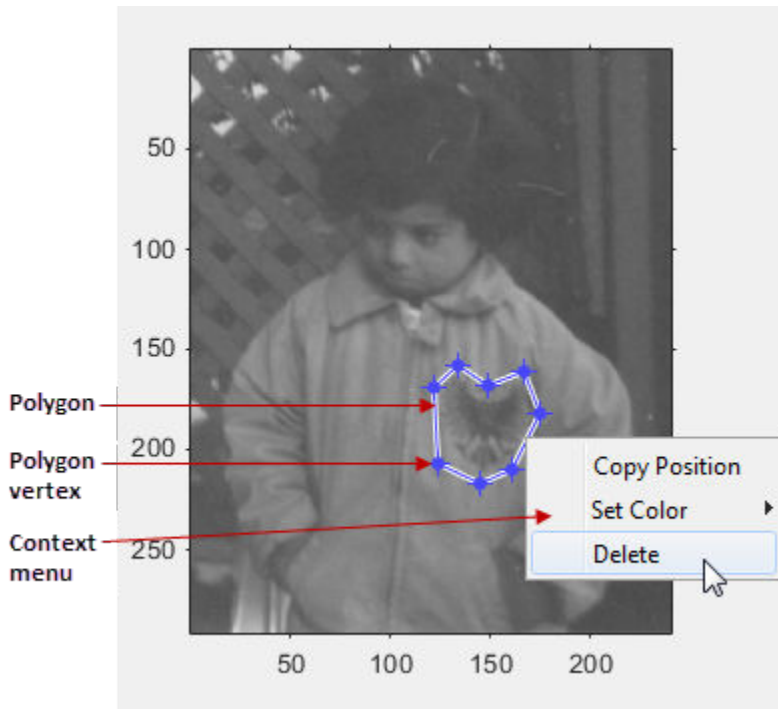 50
100
150
200
250
50 100 150 200
Polygon
Polygon
vertex
Context
menu
Copy Position
Set Color
Delete